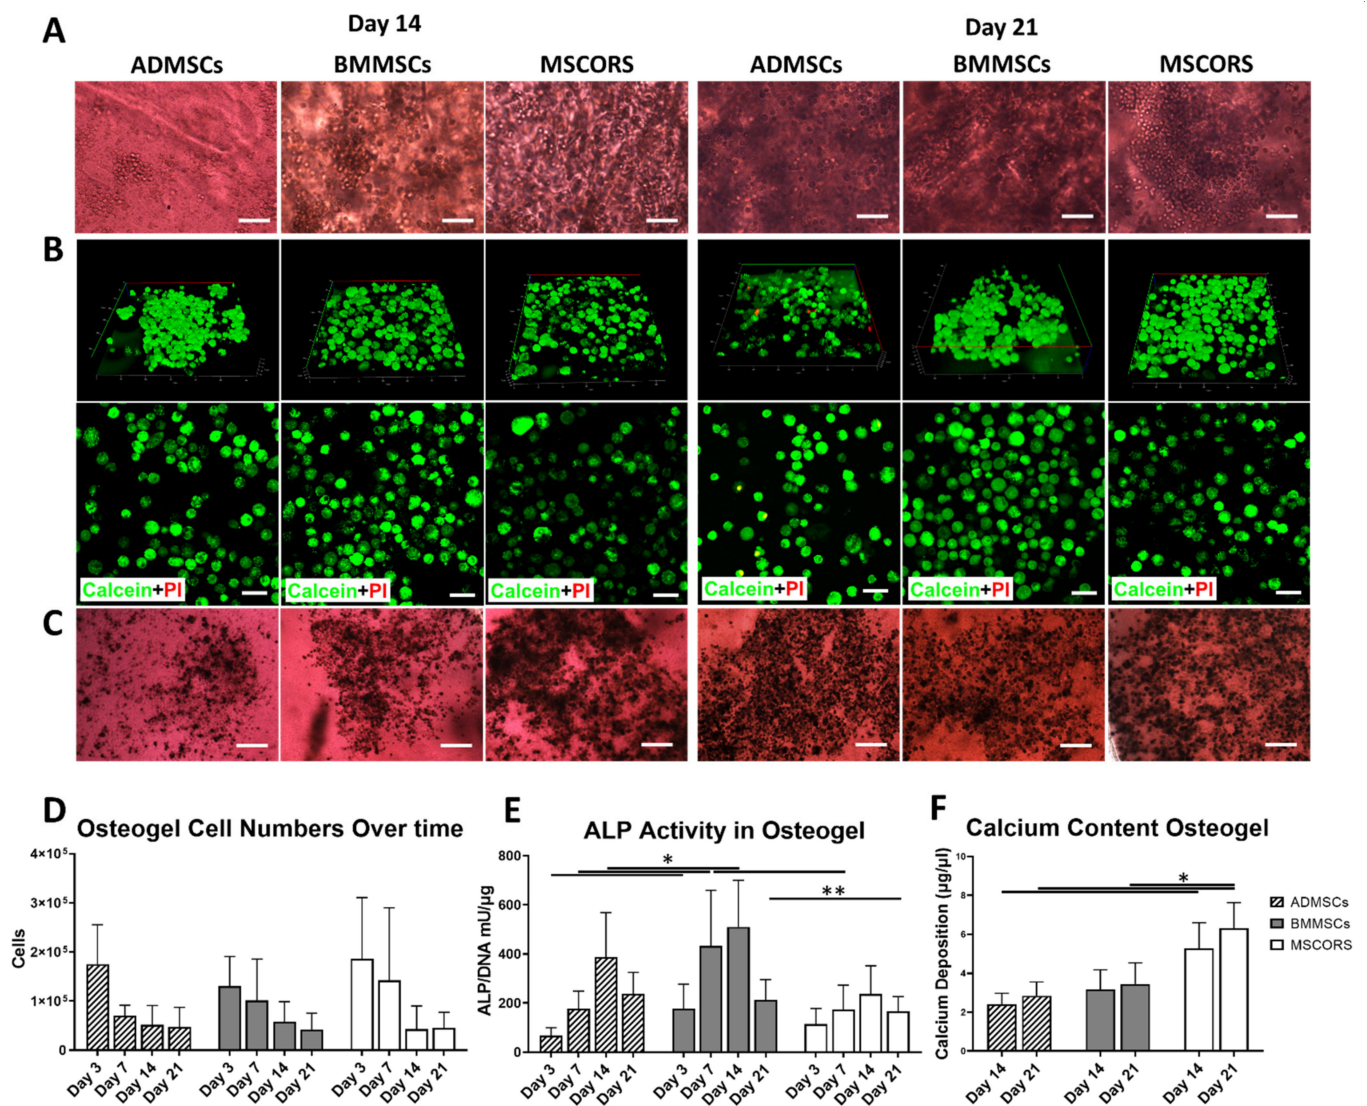 A
Day 14
Day 21
ADMSCs BMMSCs MSCORS ADMSCs BMMSCs MSCORS
B
Calcein+PI Calcein+PI Calcein+PI Calcein+PI Calcein+PI Calcein+PI
C
D
Osteogel Cell Numbers Over time
4×10⁵
3×10⁵
2×10⁵
1×10⁵
0
Cells
Day 3 Day 7 Day 14 Day 21 Day 3 Day 7 Day 14 Day 21 Day 3 Day 7 Day 14 Day 21
E
ALP Activity in Osteogel
800
600
400
200
0
ALP/DNA mU/µg
*
**
Day 3 Day 7 Day 14 Day 21 Day 3 Day 7 Day 14 Day 21 Day 3 Day 7 Day 14 Day 21
F
Calcium Content Osteogel
10
8
6
4
2
0
Calcium Deposition (µg/µl)
*
Day 14 Day 21 Day 14 Day 21 Day 14 Day 21
ADMSCs
BMMSCs
MSCORS